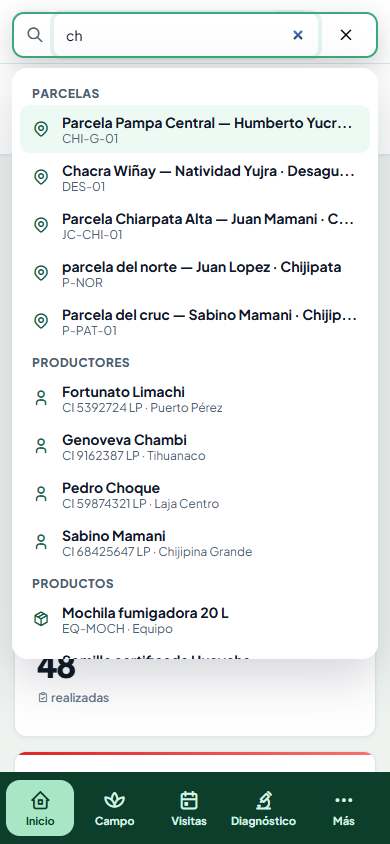 ch
PARCELAS
Parcela Pampa Central — Humberto Yucr...
CHI-G-01
Chacra Wiñay — Natividad Yujra · Desagu...
DES-01
Parcela Chiarpata Alta — Juan Mamani · C...
JC-CHI-01
parcela del norte — Juan Lopez · Chijipata
P-NOR
Parcela del cruc — Sabino Mamani · Chijip...
P-PAT-01
PRODUCTORES
Fortunato Limachi
CI 5392724 LP · Puerto Pérez
Genoveva Chambi
CI 9162387 LP · Tihuanaco
Pedro Choque
CI 59874321 LP · Laja Centro
Sabino Mamani
CI 68425647 LP · Chijipina Grande
PRODUCTOS
Mochila fumigadora 20 L
EQ-MOCH · Equipo
48
realizadas
Inicio
Campo
Visitas
Diagnóstico
Más